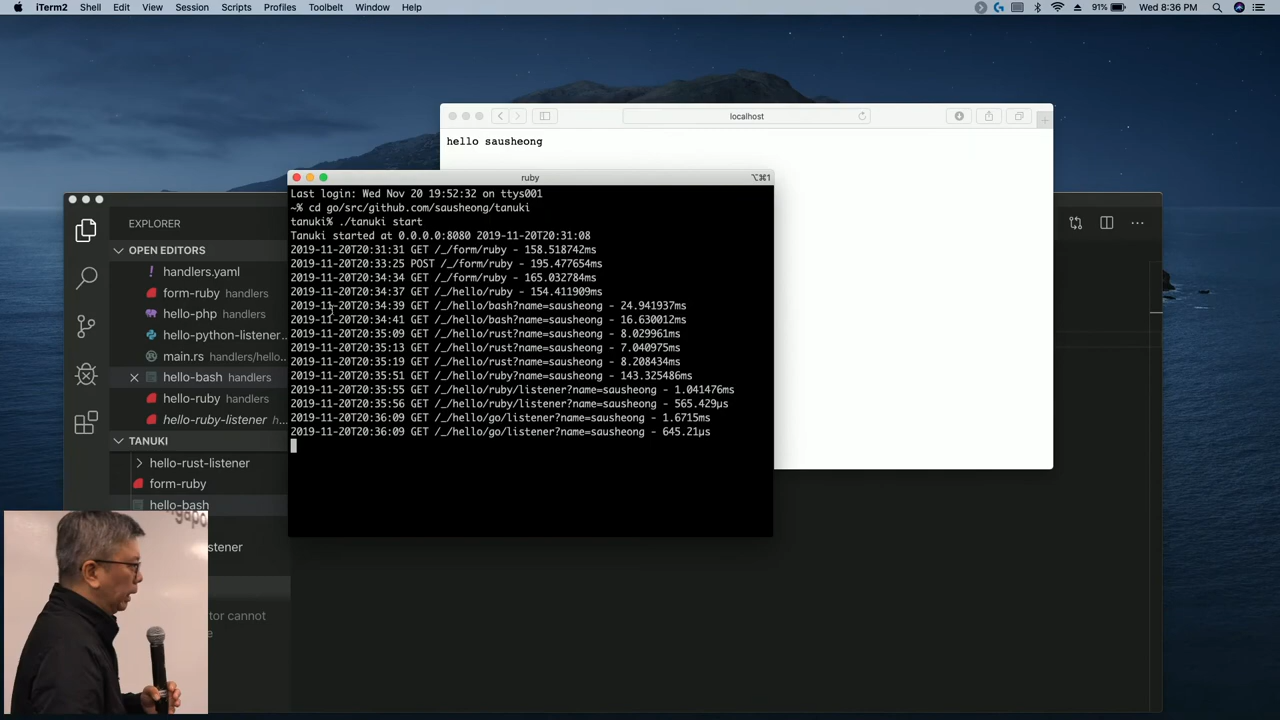 iTerm2 Shell Edit View Session Scripts Profiles Toolbelt Window Help
91% Wed 8:36 PM
localhost
hello sausheong
ruby
⌥⌘1
Last login: Wed Nov 20 19:52:32 on ttys001
~% cd go/src/github.com/sausheong/tanuki
tanuki% ./tanuki start
Tanuki started at 0.0.0.0:8080 2019-11-20T20:31:08
2019-11-20T20:31:31 GET /_/form/ruby - 158.518742ms
2019-11-20T20:33:25 POST /_/form/ruby - 195.477654ms
2019-11-20T20:34:34 GET /_/form/ruby - 165.032784ms
2019-11-20T20:34:37 GET /_/hello/ruby - 154.411909ms
2019-11-20T20:34:39 GET /_/hello/bash?name=sausheong - 24.941937ms
2019-11-20T20:34:41 GET /_/hello/bash?name=sausheong - 16.630012ms
2019-11-20T20:35:09 GET /_/hello/rust?name=sausheong - 8.029961ms
2019-11-20T20:35:13 GET /_/hello/rust?name=sausheong - 7.040975ms
2019-11-20T20:35:19 GET /_/hello/rust?name=sausheong - 8.208434ms
2019-11-20T20:35:51 GET /_/hello/ruby?name=sausheong - 143.325486ms
2019-11-20T20:35:55 GET /_/hello/ruby/listener?name=sausheong - 1.041476ms
2019-11-20T20:35:56 GET /_/hello/ruby/listener?name=sausheong - 565.429µs
2019-11-20T20:36:09 GET /_/hello/go/listener?name=sausheong - 1.6715ms
2019-11-20T20:36:09 GET /_/hello/go/listener?name=sausheong - 645.21µs
EXPLORER
OPEN EDITORS
handlers.yaml
form-ruby handlers
hello-php handlers
hello-python-listener...
main.rs handlers/hello...
hello-bash handlers
hello-ruby handlers
hello-ruby-listener h...
TANUKI
hello-rust-listener
form-ruby
hello-bash
stener
tor cannot